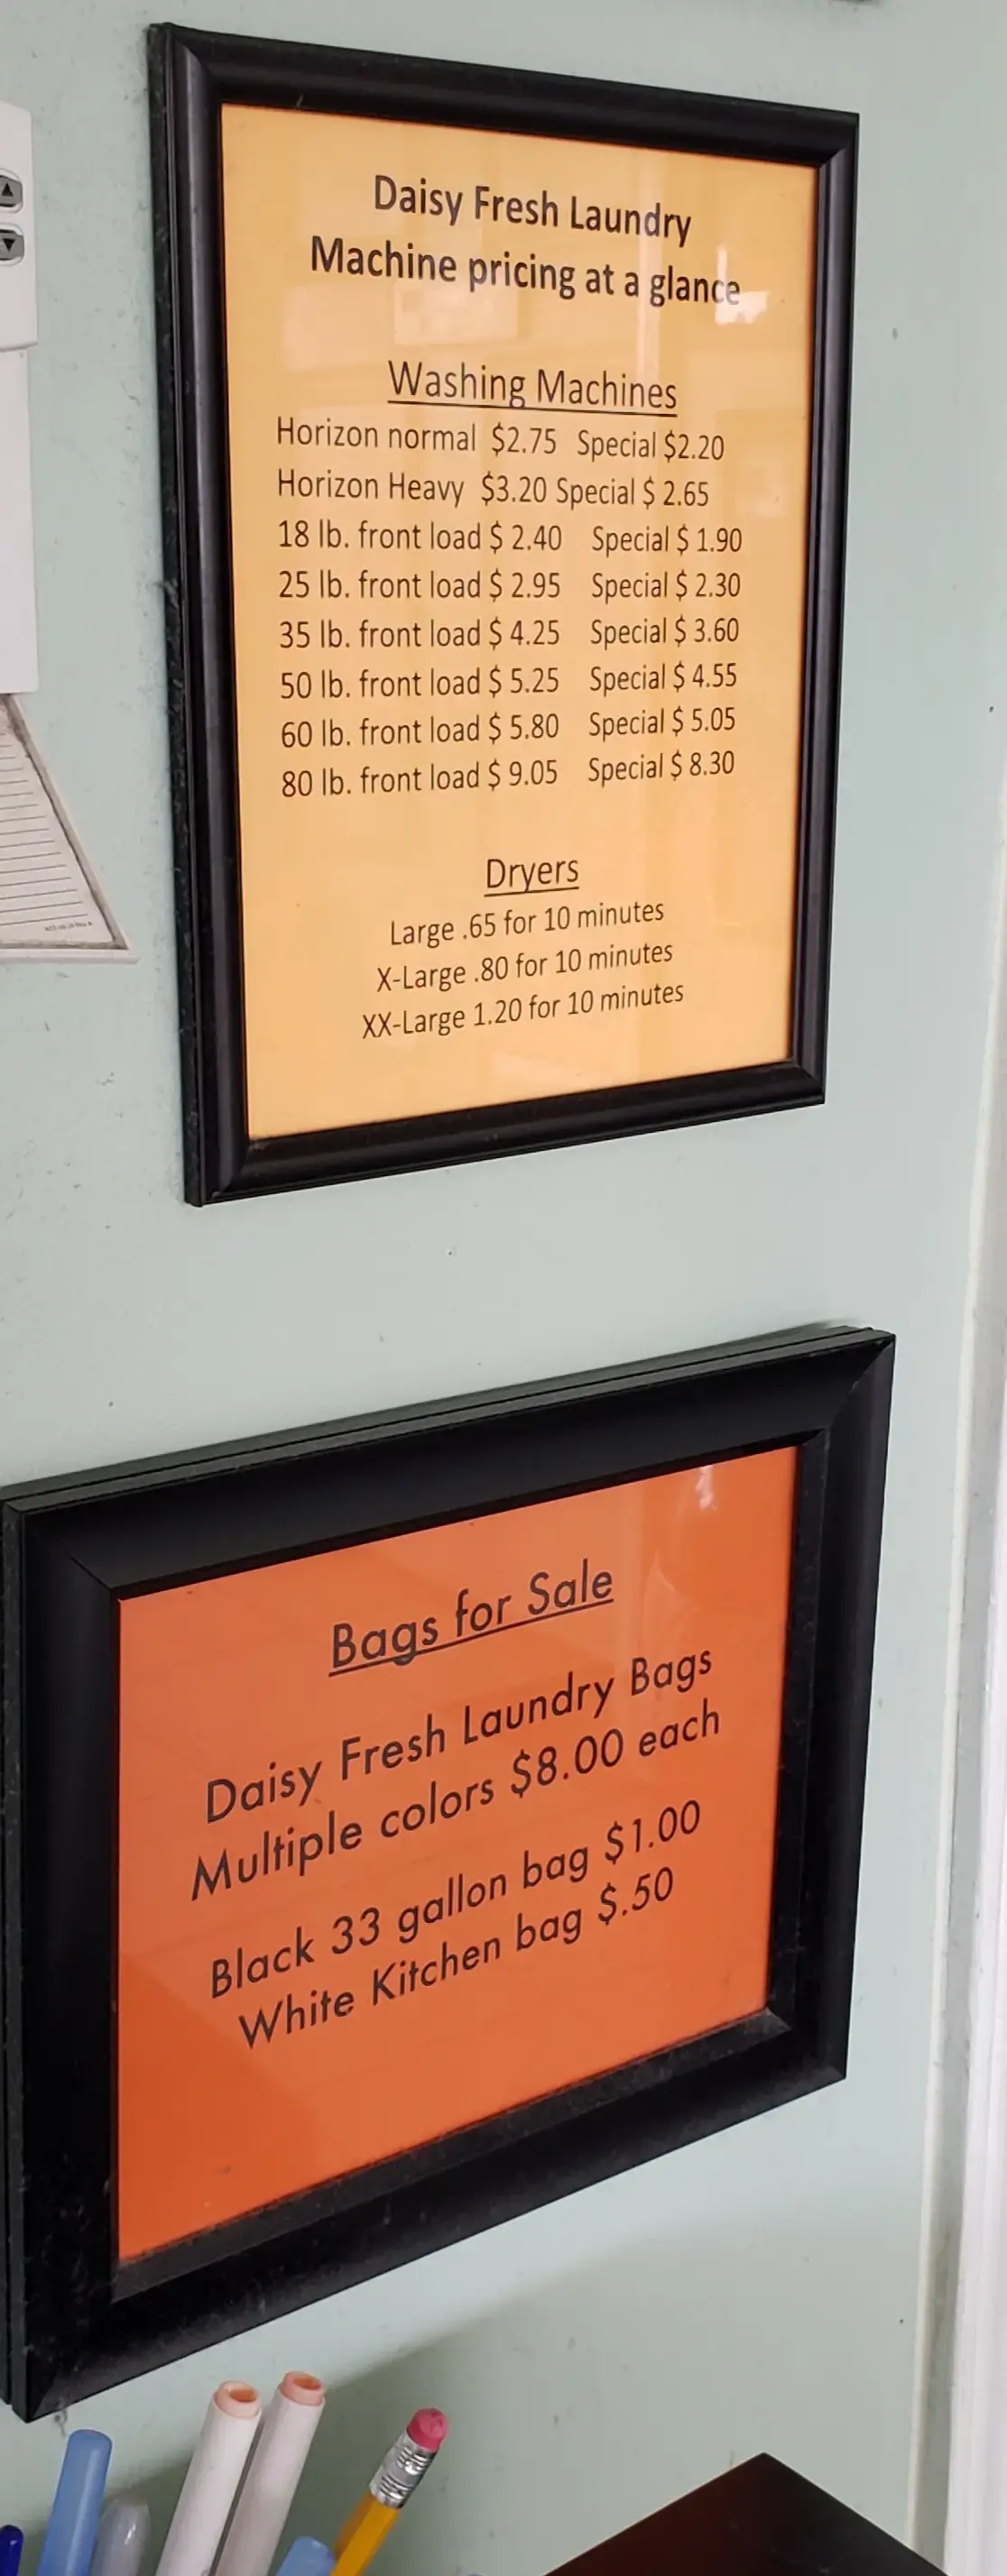 Daisy Fresh Laundry
Machine pricing at a glance
Washing Machines
Horizon normal $2.75 Special $2.20
Horizon Heavy $3.20 Special $ 2.65
18 lb. front load $ 2.40 Special $ 1.90
25 lb. front load $ 2.95 Special $ 2.30
35 lb. front load $ 4.25 Special $ 3.60
50 lb. front load $ 5.25 Special $ 4.55
60 lb. front load $ 5.80 Special $ 5.05
80 lb. front load $ 9.05 Special $ 8.30
Dryers
Large .65 for 10 minutes
X-Large .80 for 10 minutes
XX-Large 1.20 for 10 minutes
Bags for Sale
Daisy Fresh Laundry Bags
Multiple colors $8.00 each
Black 33 gallon bag $1.00
White Kitchen bag $.50